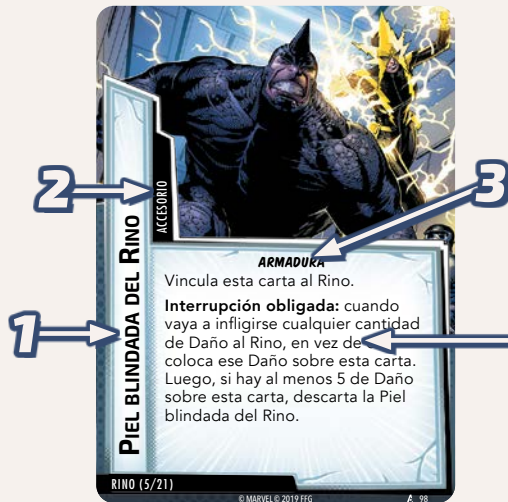 2
3
1
ACCESORIO
PIEL BLINDADA DEL RINO
ARMADURA
Vincula esta carta al Rino.
Interrupción obligada: cuando
vaya a infligirse cualquier cantidad
de Daño al Rino, en vez de
coloca ese Daño sobre esta carta.
Luego, si hay al menos 5 de Daño
sobre esta carta, descarta la Piel
blindada del Rino.
RINO (5/21)
© MARVEL © 2019 FFG
98